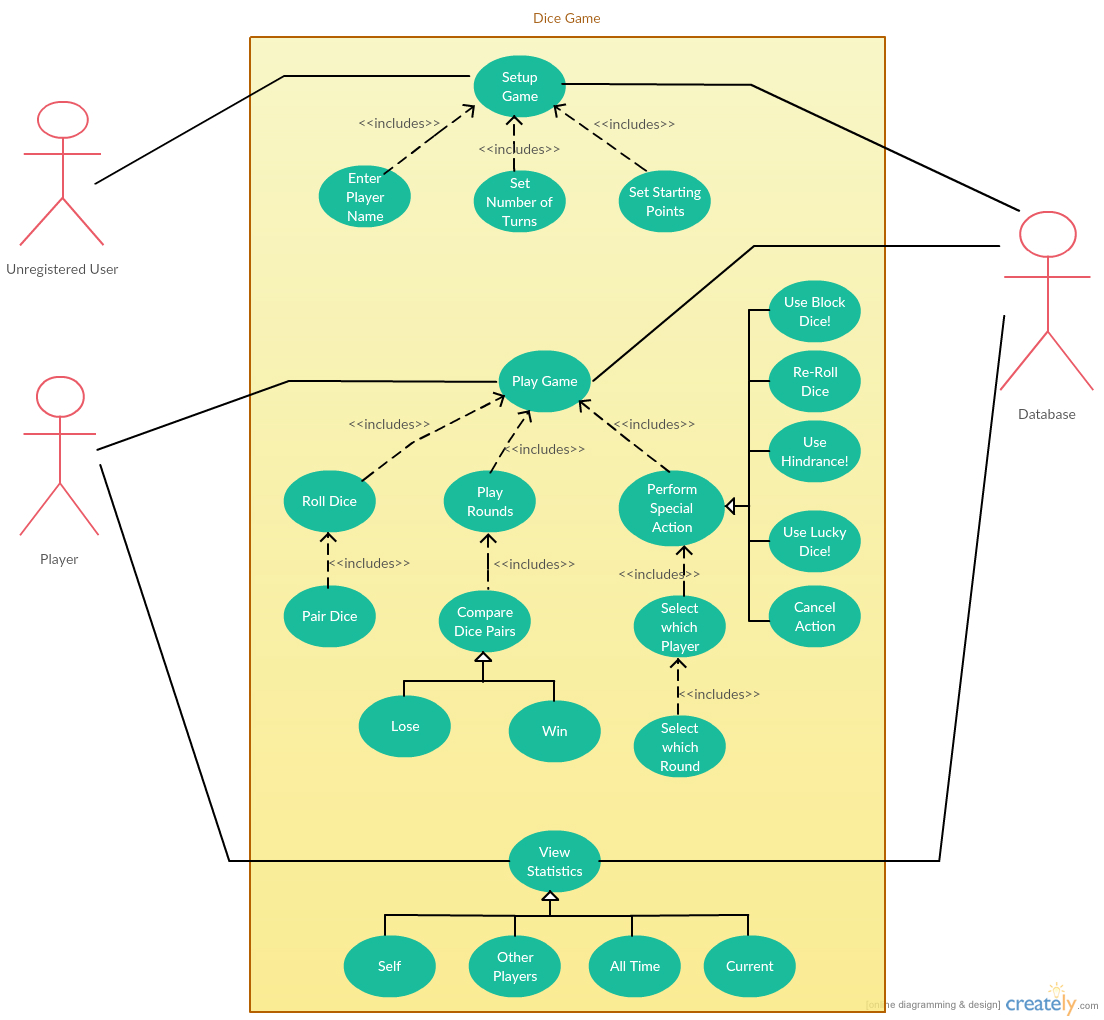 Dice Game
Setup
Game
<<includes>>
<<includes>>
<<includes>>
Enter
Player
Name
Set
Number of
Turns
Set Starting
Points
Unregistered User
Use Block
Dice!
Play Game
Re-Roll
Dice
Database
<<includes>>
<<includes>>
<<includes>>
Use
Hindrance!
Roll Dice
Play
Rounds
Perform
Special
Action
Use Lucky
Dice!
Player
<<includes>>
<<includes>>
<<includes>>
Pair Dice
Compare
Dice Pairs
Select
which
Player
Cancel
Action
<<includes>>
Lose
Win
Select
which
Round
View
Statistics
Self
Other
Players
All Time
Current
[online diagramming & design] creately.com